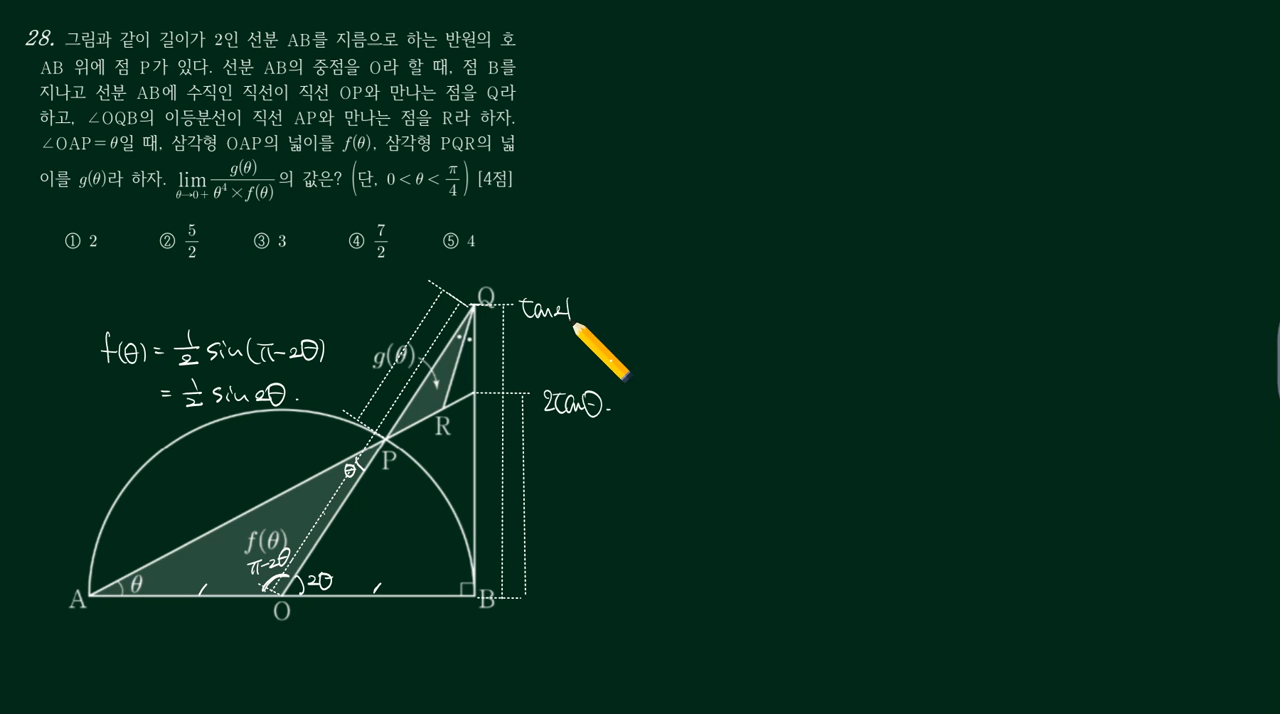 28. 그림과 같이 길이가 2인 선분 AB를 지름으로 하는 반원의 호
AB 위에 점 P가 있다. 선분 AB의 중점을 O라 할 때, 점 B를
지나고 선분 AB에 수직인 직선이 직선 OP와 만나는 점을 Q라
하고, ∠OQB의 이등분선이 직선 AP와 만나는 점을 R라 하자.
∠OAP=θ일 때, 삼각형 OAP의 넓이를 f(θ), 삼각형 PQR의 넓
이를 g(θ)라 하자. lim_{θ→0+} g(θ)/(θ⁴×f(θ))의 값은? (단, 0<θ<π/4) [4점]
① 2 ② 5/2 ③ 3 ④ 7/2 ⑤ 4
Q
tan2
f(θ) = 1/2 sin(π-2θ)
g(θ)
= 1/2 sin2θ.
2tanθ.
R
P
θ
f(θ)
π-2θ
θ
2θ
A
O
B